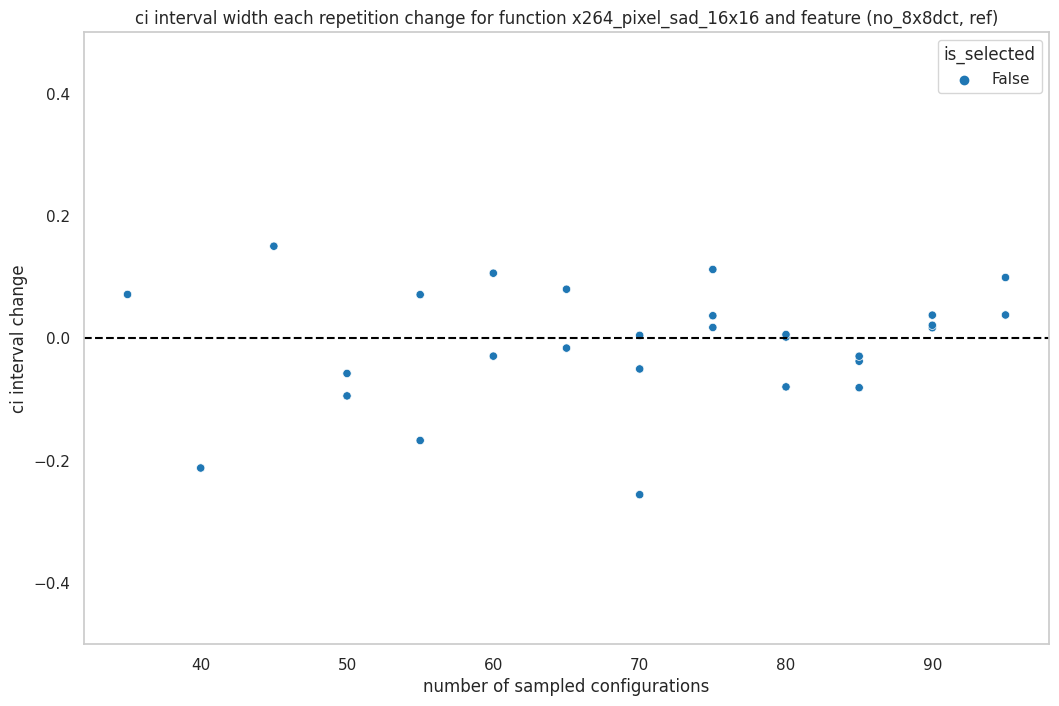 ci interval width each repetition change for function x264_pixel_sad_16x16 and feature (no_8x8dct, ref)
is_selected
False
ci interval change
0.4
0.2
0.0
−0.2
−0.4
40 50 60 70 80 90
number of sampled configurations